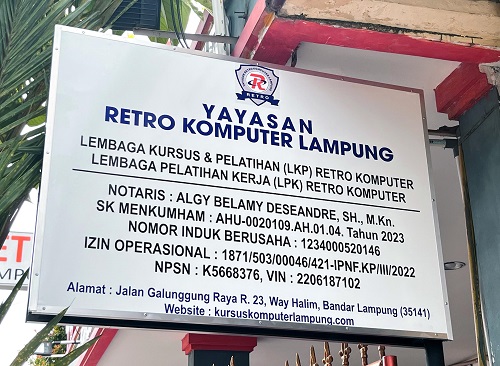 RETRO
YAYASAN
RETRO KOMPUTER LAMPUNG
LEMBAGA KURSUS & PELATIHAN (LKP) RETRO KOMPUTER
LEMBAGA PELATIHAN KERJA (LPK) RETRO KOMPUTER
NOTARIS : ALGY BELAMY DESEANDRE, SH., M.Kn.
SK MENKUMHAM : AHU-0020109.AH.01.04. Tahun 2023
NOMOR INDUK BERUSAHA : 1234000520146
IZIN OPERASIONAL : 1871/503/00046/421-IPNF.KP/III/2022
NPSN : K5668376, VIN : 2206187102
Alamat : Jalan Galunggung Raya R. 23, Way Halim, Bandar Lampung (35141)
Website : kursuskomputerlampung.com